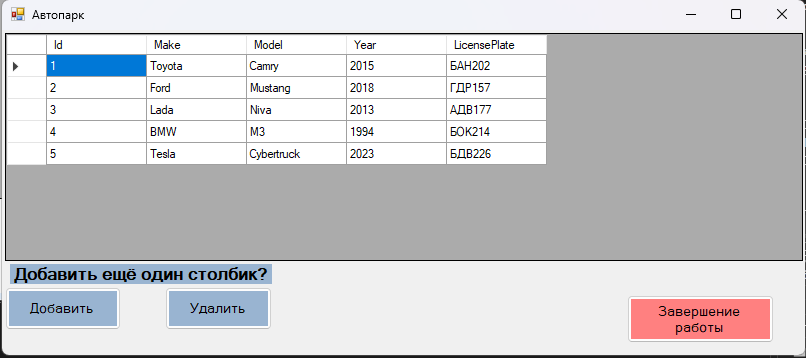 Автопарк
Id Make Model Year LicensePlate
1 Toyota Camry 2015 БАН202
2 Ford Mustang 2018 ГДР157
3 Lada Niva 2013 АДВ177
4 BMW M3 1994 БОК214
5 Tesla Cybertruck 2023 БДВ226
Добавить ещё один столбик?
Добавить Удалить
Завершение
работы